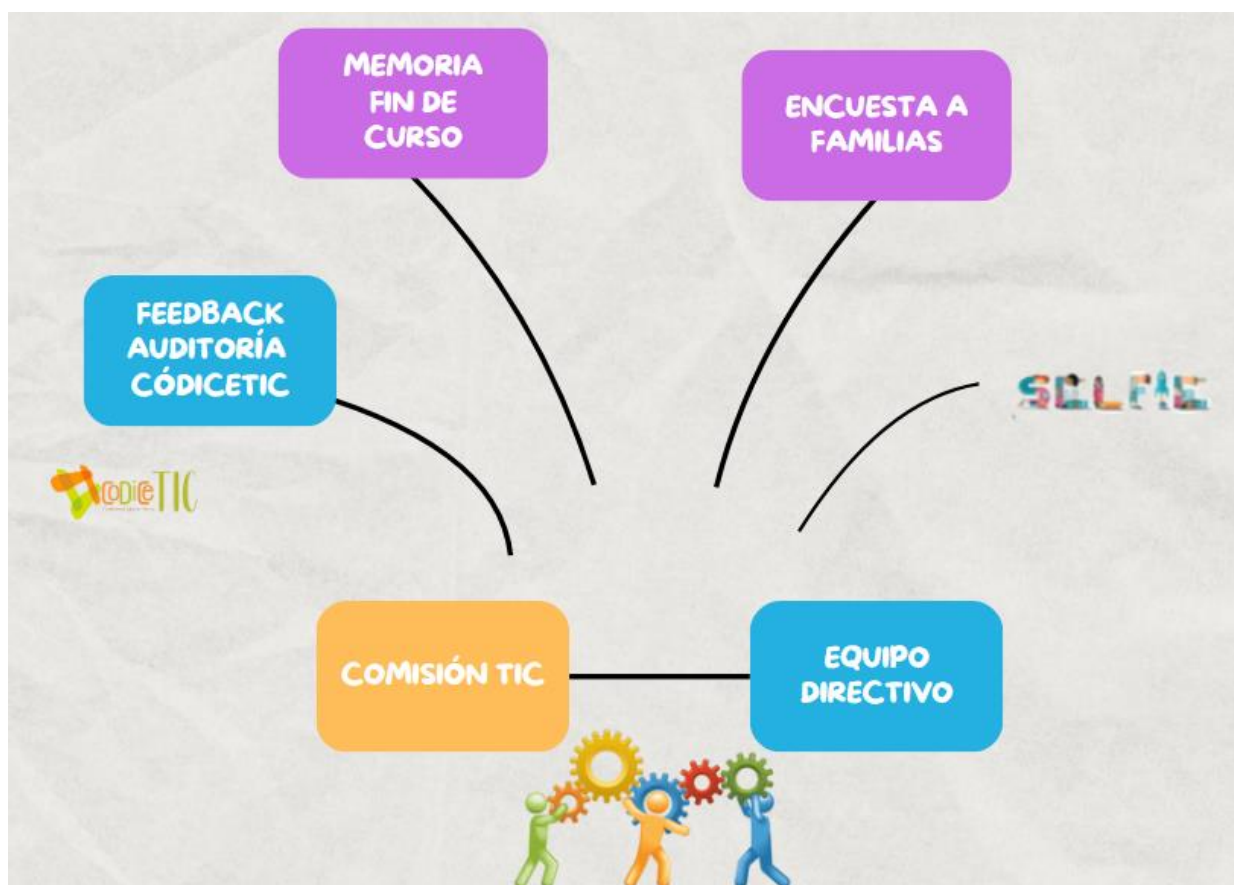 MEMORIA
FIN DE
CURSO
ENCUESTA A
FAMILIAS
FEEDBACK
AUDITORÍA
CÓDICETIC
SELFIE
CODiCeTIC
COMISIÓN TIC
EQUIPO
DIRECTIVO